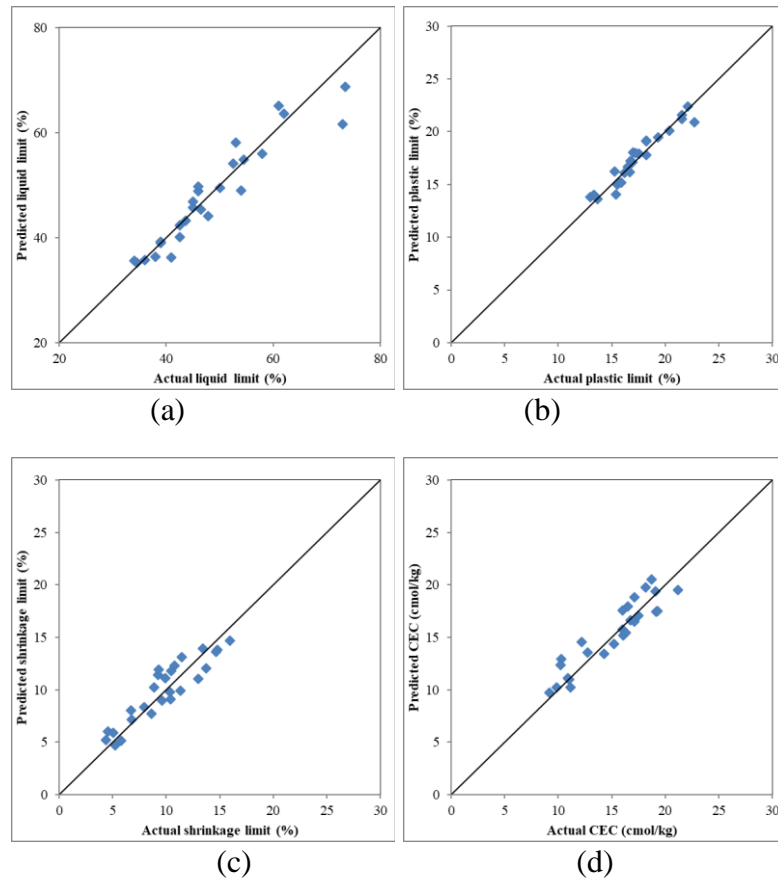 80
60
40
20
20 40 60 80
Predicted liquid limit (%)
Actual liquid limit (%)
(a)
30
25
20
15
10
5
0
0 5 10 15 20 25 30
Predicted plastic limit (%)
Actual plastic limit (%)
(b)
30
25
20
15
10
5
0
0 5 10 15 20 25 30
Predicted shrinkage limit (%)
Actual shrinkage limit (%)
(c)
30
25
20
15
10
5
0
0 5 10 15 20 25 30
Predicted CEC (cmol/kg)
Actual CEC (cmol/kg)
(d)